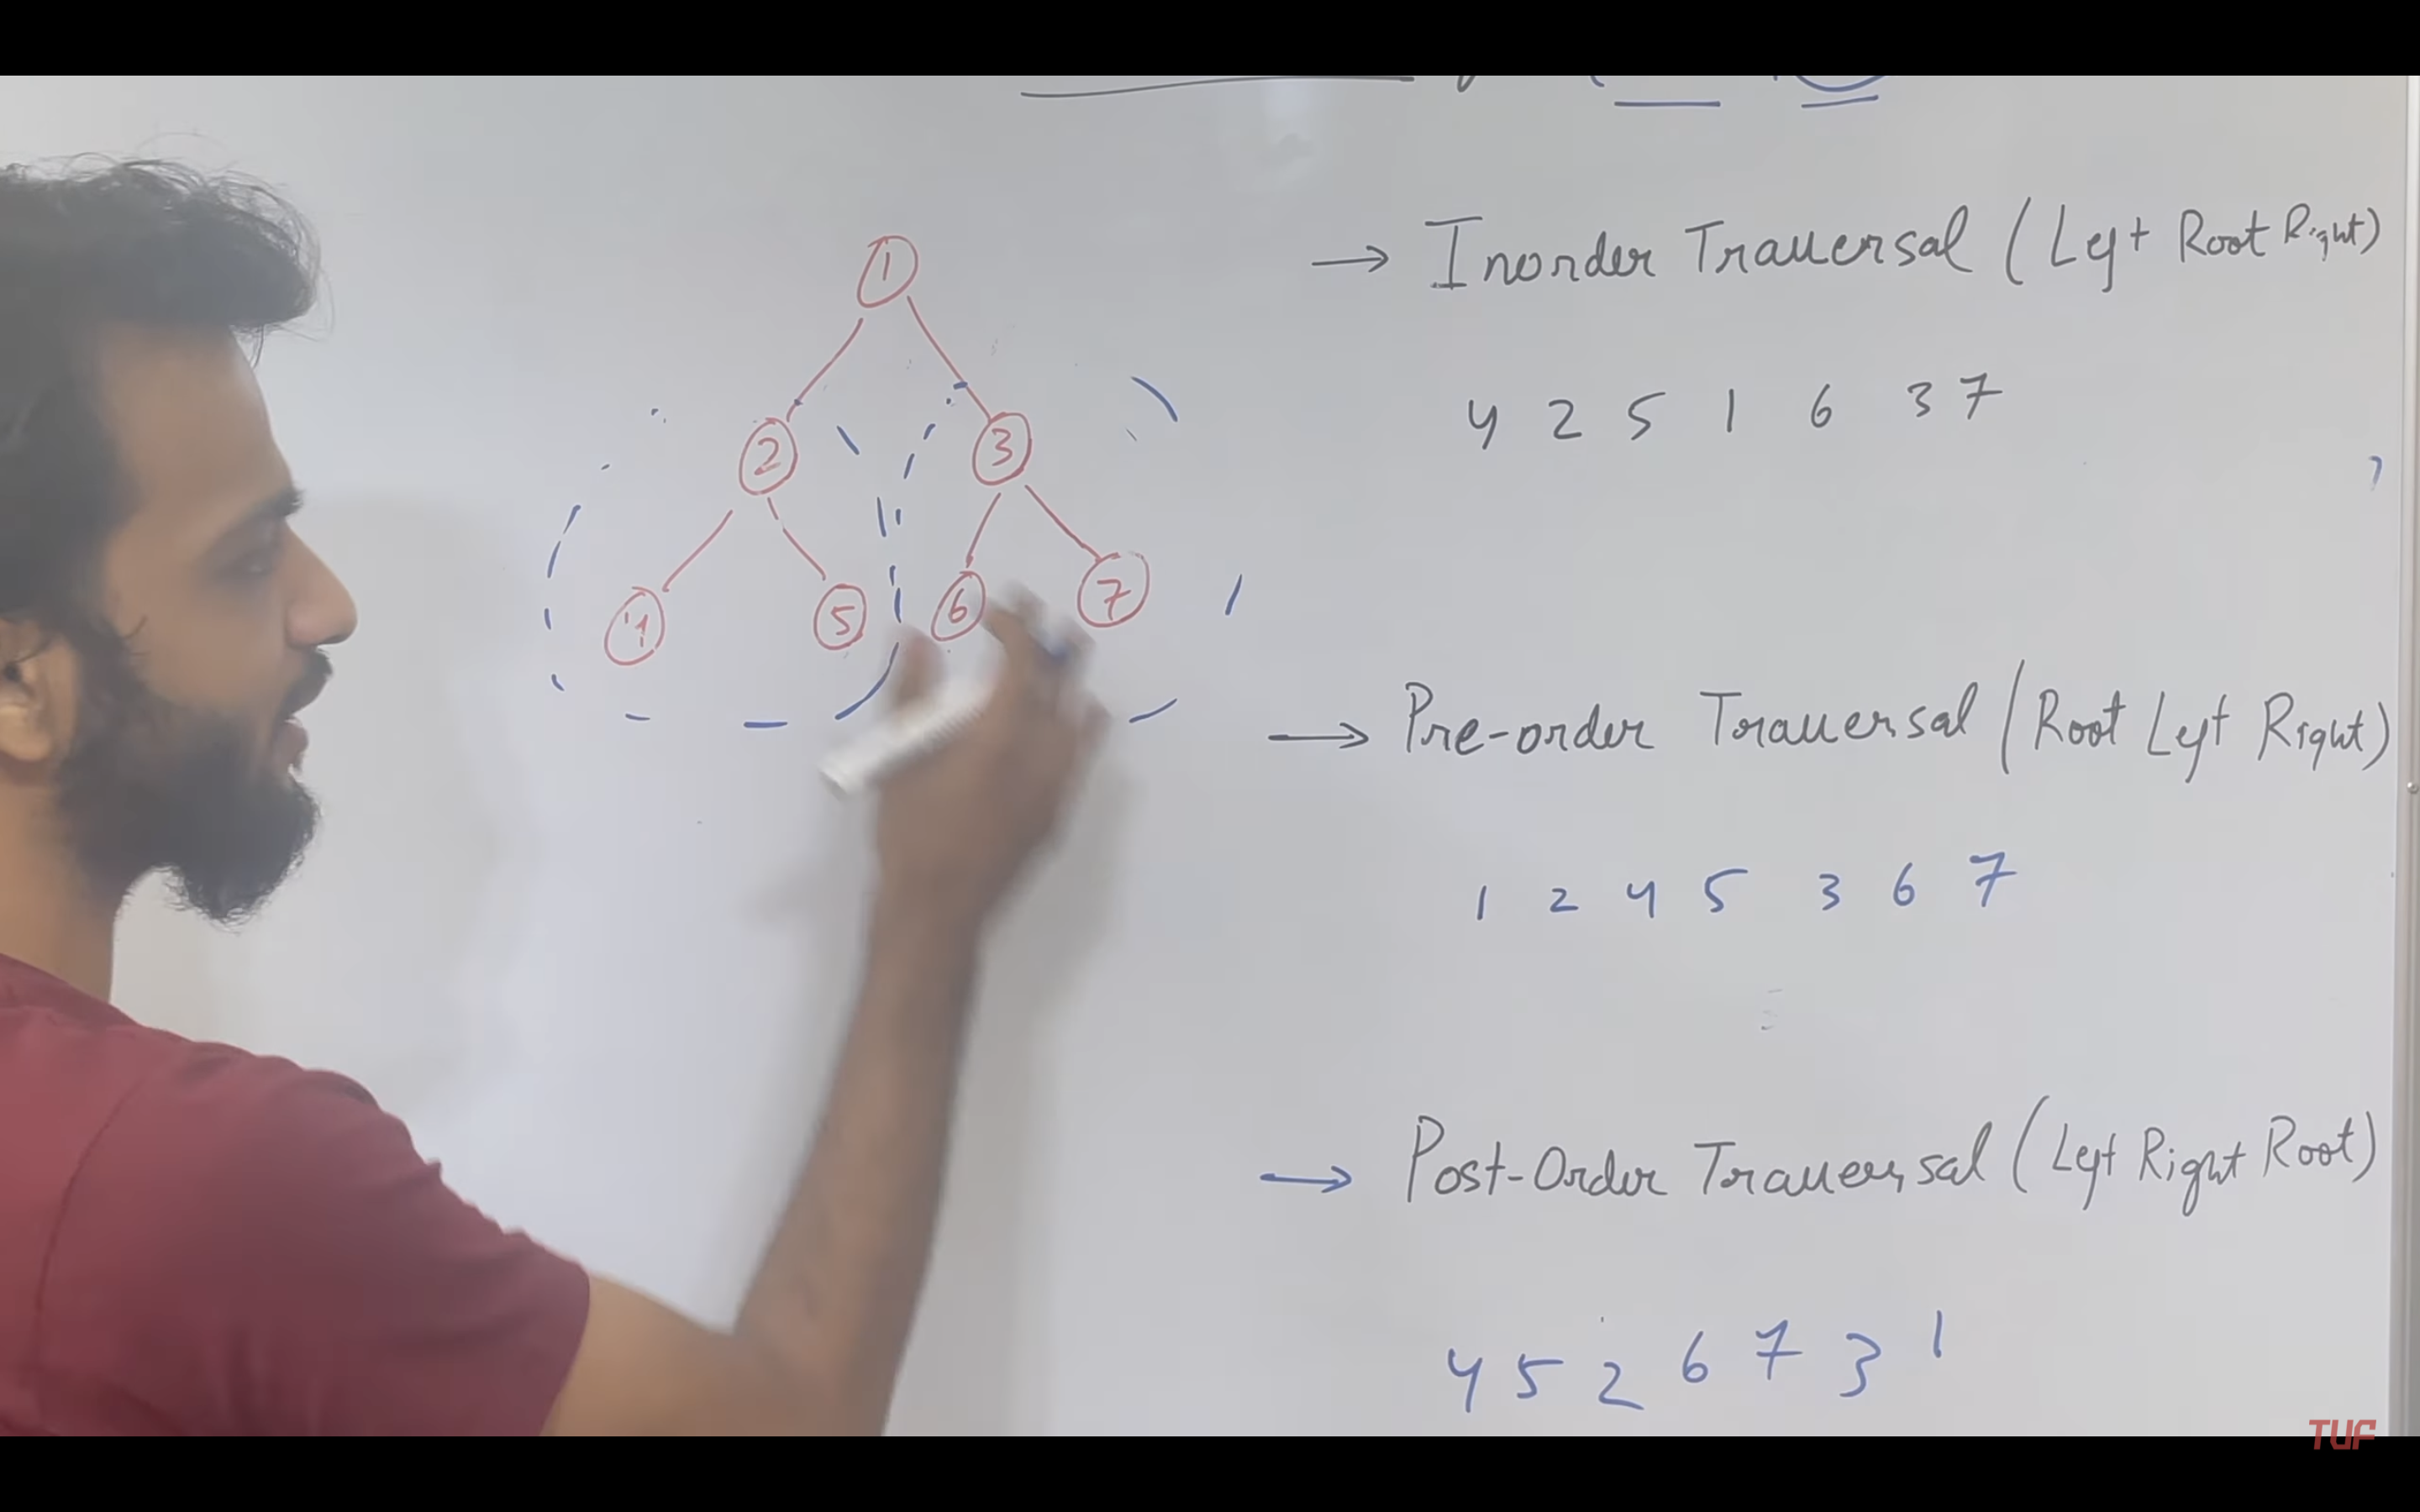 1
2 3
4 5 6 7
→ Inorder Traversal (Left Root Right)
4 2 5 1 6 3 7
→ Pre-order Traversal (Root Left Right)
1 2 4 5 3 6 7
→ Post-Order Traversal (Left Right Root)
4 5 2 6 7 3 1
TUF